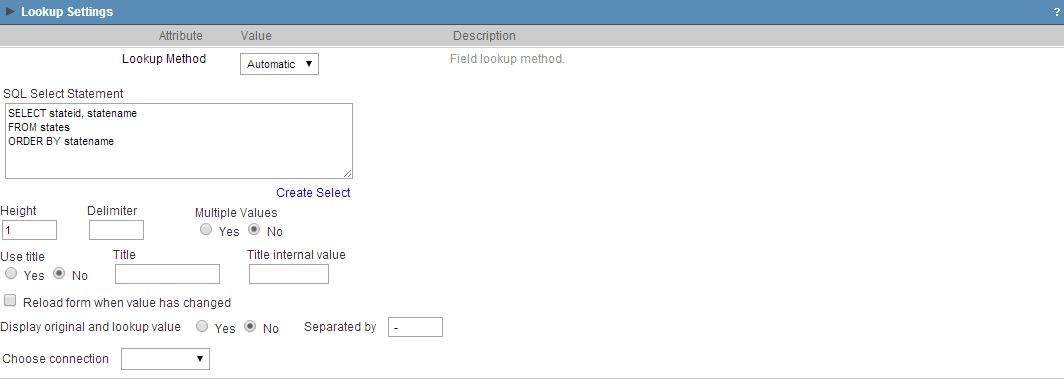 Lookup Settings ?
Attribute Value Description
Lookup Method Automatic Field lookup method.
SQL Select Statement
SELECT stateid, statename
FROM states
ORDER BY statename
Create Select
Height Delimiter Multiple Values
1 Yes No
Use title Title Title internal value
Yes No
Reload form when value has changed
Display original and lookup value Yes No Separated by -
Choose connection